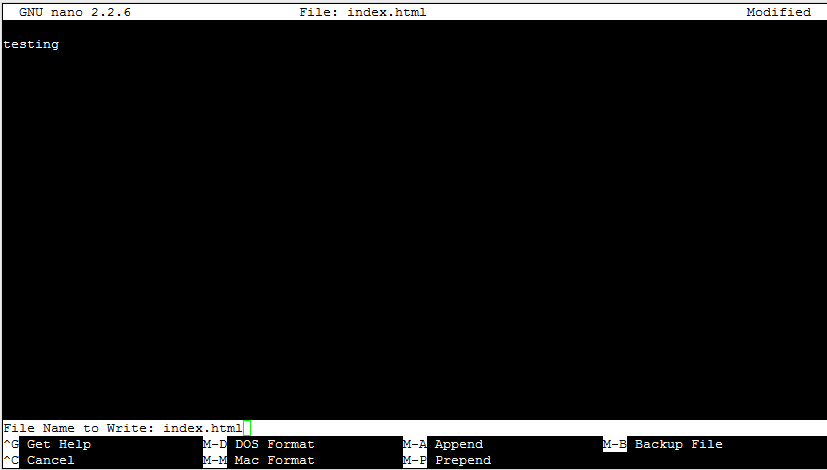 GNU nano 2.2.6 File: index.html Modified
testing
File Name to Write: index.html
^G Get Help M-D DOS Format M-A Append M-B Backup File
^C Cancel M-M Mac Format M-P Prepend